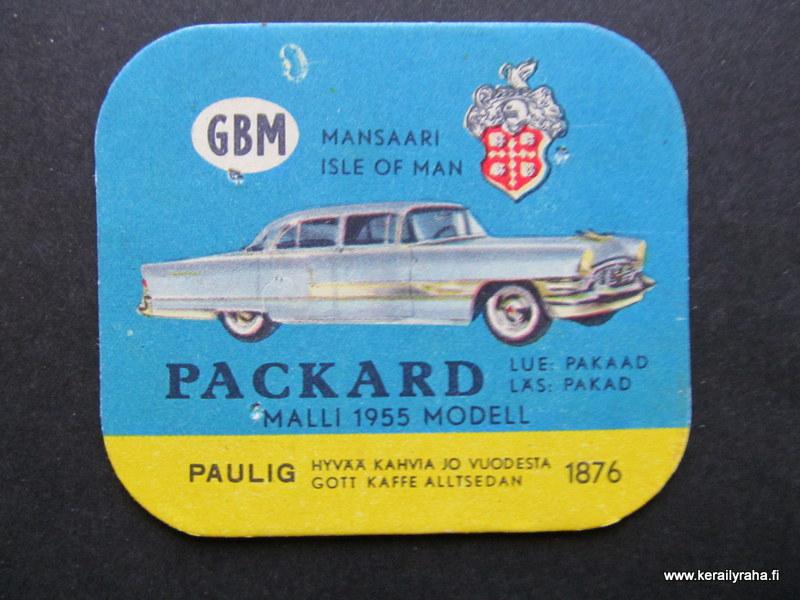 GBM
MANSAARI
ISLE OF MAN
PACKARD
LUE: PAKAAD
LÄS: PAKAD
MALLI 1955 MODELL
PAULIG
HYVÄÄ KAHVIA JO VUODESTA
GOTT KAFFE ALLTSEDAN
1876
www.kerailyraha.fi